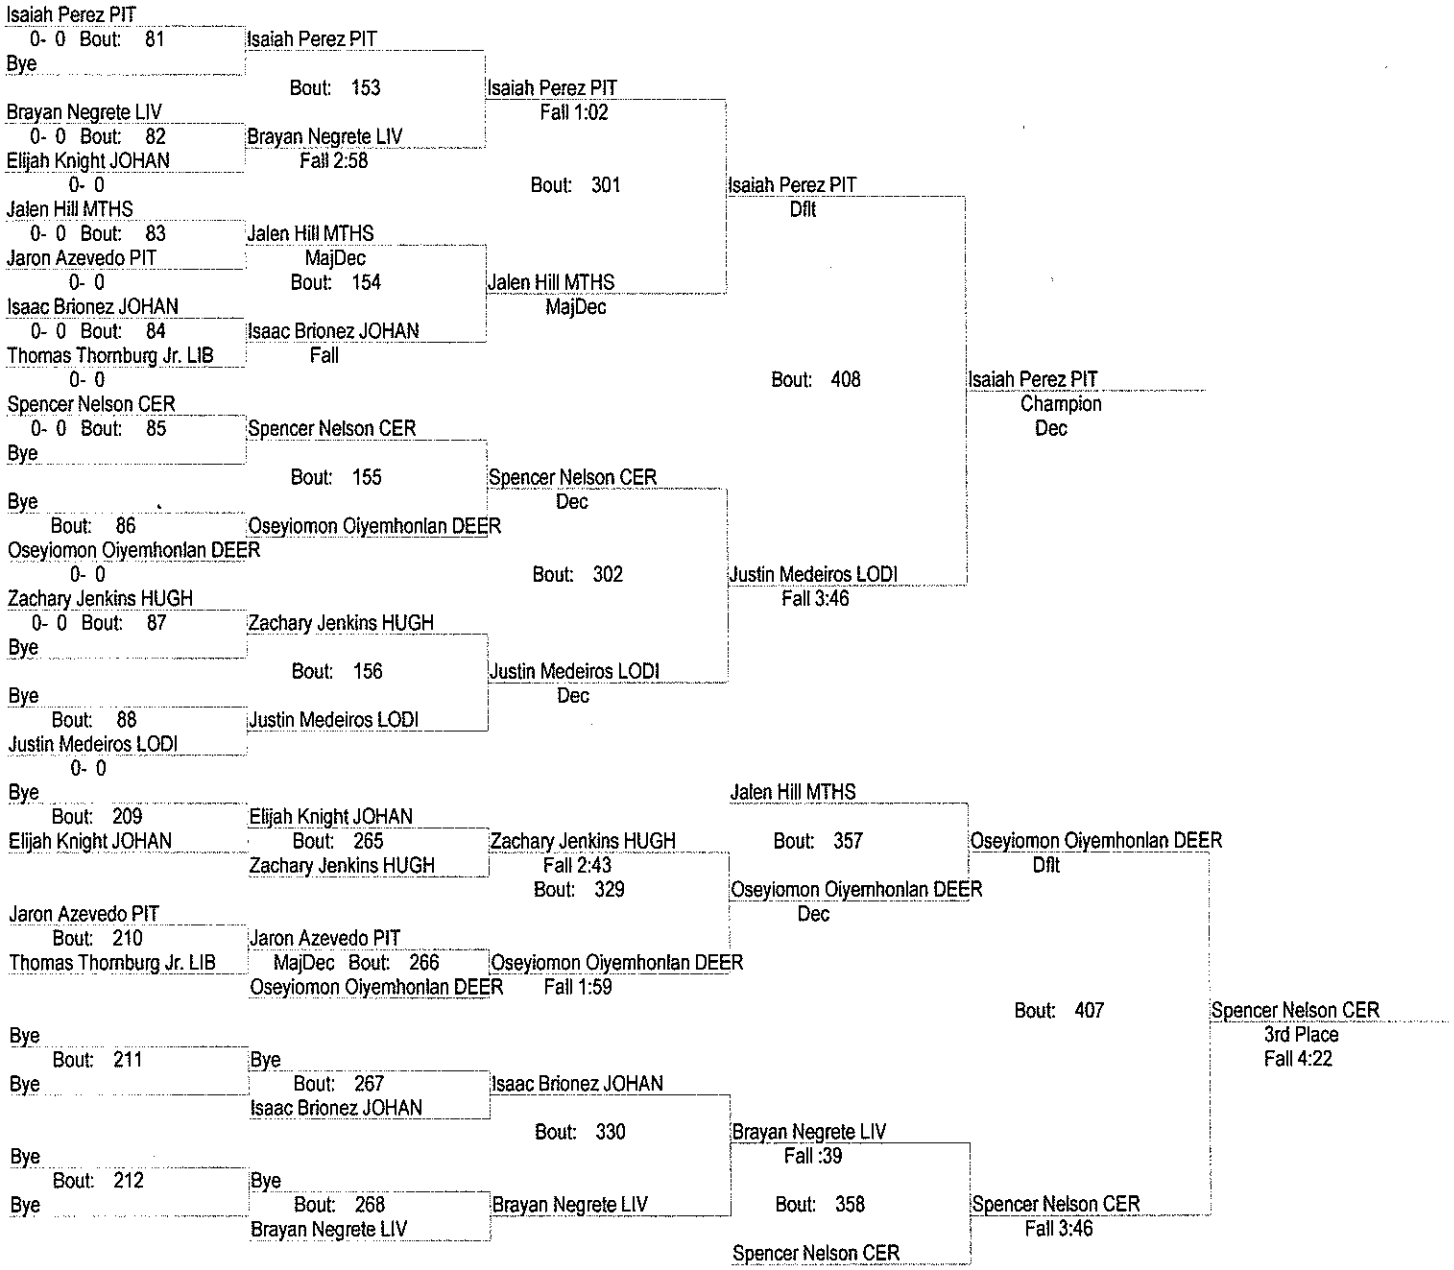 Isaiah Perez PIT
0- 0 Bout: 81 Isaiah Perez PIT
Bye
Bout: 153 Isaiah Perez PIT
Brayan Negrete LIV Fall 1:02
0- 0 Bout: 82 Brayan Negrete LIV
Elijah Knight JOHAN Fall 2:58
0- 0 Bout: 301 Isaiah Perez PIT
Jalen Hill MTHS Dflt
0- 0 Bout: 83 Jalen Hill MTHS
Jaron Azevedo PIT MajDec
0- 0 Bout: 154 Jalen Hill MTHS
Isaac Brionez JOHAN MajDec
0- 0 Bout: 84 Isaac Brionez JOHAN
Thomas Thornburg Jr. LIB Fall
0- 0 Bout: 408 Isaiah Perez PIT
Spencer Nelson CER Champion
0- 0 Bout: 85 Spencer Nelson CER Dec
Bye
Bout: 155 Spencer Nelson CER
Bye Dec
Bout: 86 Oseyiomon Oiyemhonlan DEER
Oseyiomon Oiyemhonlan DEER
0- 0 Bout: 302 Justin Medeiros LODI
Zachary Jenkins HUGH Fall 3:46
0- 0 Bout: 87 Zachary Jenkins HUGH
Bye
Bout: 156 Justin Medeiros LODI
Bye Dec
Bout: 88 Justin Medeiros LODI
Justin Medeiros LODI
0- 0
Bye Jalen Hill MTHS
Bout: 209 Elijah Knight JOHAN
Elijah Knight JOHAN Bout: 265 Zachary Jenkins HUGH Bout: 357 Oseyiomon Oiyemhonlan DEER
Zachary Jenkins HUGH Fall 2:43 Dflt
Bout: 329 Oseyiomon Oiyemhonlan DEER
Jaron Azevedo PIT Dec
Bout: 210 Jaron Azevedo PIT
Thomas Thornburg Jr. LIB MajDec Bout: 266 Oseyiomon Oiyemhonlan DEER
Oseyiomon Oiyemhonlan DEER Fall 1:59
Bout: 407 Spencer Nelson CER
Bye 3rd Place
Bout: 211 Bye Fall 4:22
Bye Bout: 267 Isaac Brionez JOHAN
Isaac Brionez JOHAN
Bout: 330 Brayan Negrete LIV
Bye Fall :39
Bout: 212 Bye
Bye Bout: 268 Brayan Negrete LIV Bout: 358 Spencer Nelson CER
Brayan Negrete LIV Fall 3:46
Spencer Nelson CER